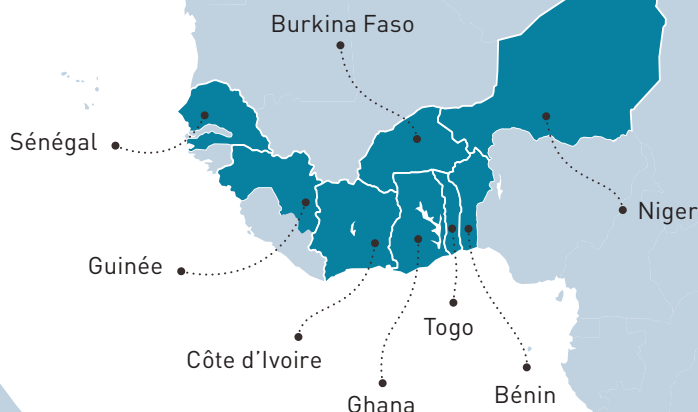 Burkina Faso
Sénégal
Niger
Guinée
Togo
Côte d'Ivoire
Bénin
Ghana